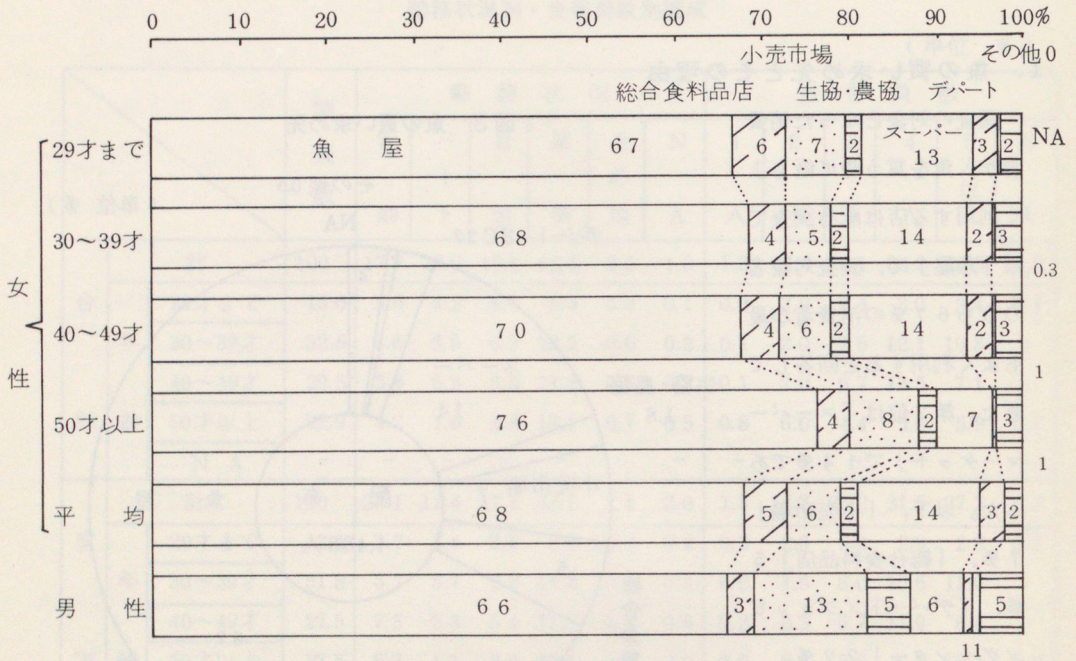 0 10 20 30 40 50 60 70 80 90 100%
小売市場 その他0
総合食料品店 生協・農協 デパート
29才まで 魚屋 67 6 7 2 スーパー 13 3 2 NA
30〜39才 68 4 5 2 14 2 3
0.3
女性
40〜49才 70 4 6 2 14 2 3
1
50才以上 76 4 8 2 7 3
1
平均 68 5 6 2 14 3 2
男性 66 3 13 5 6 5
11